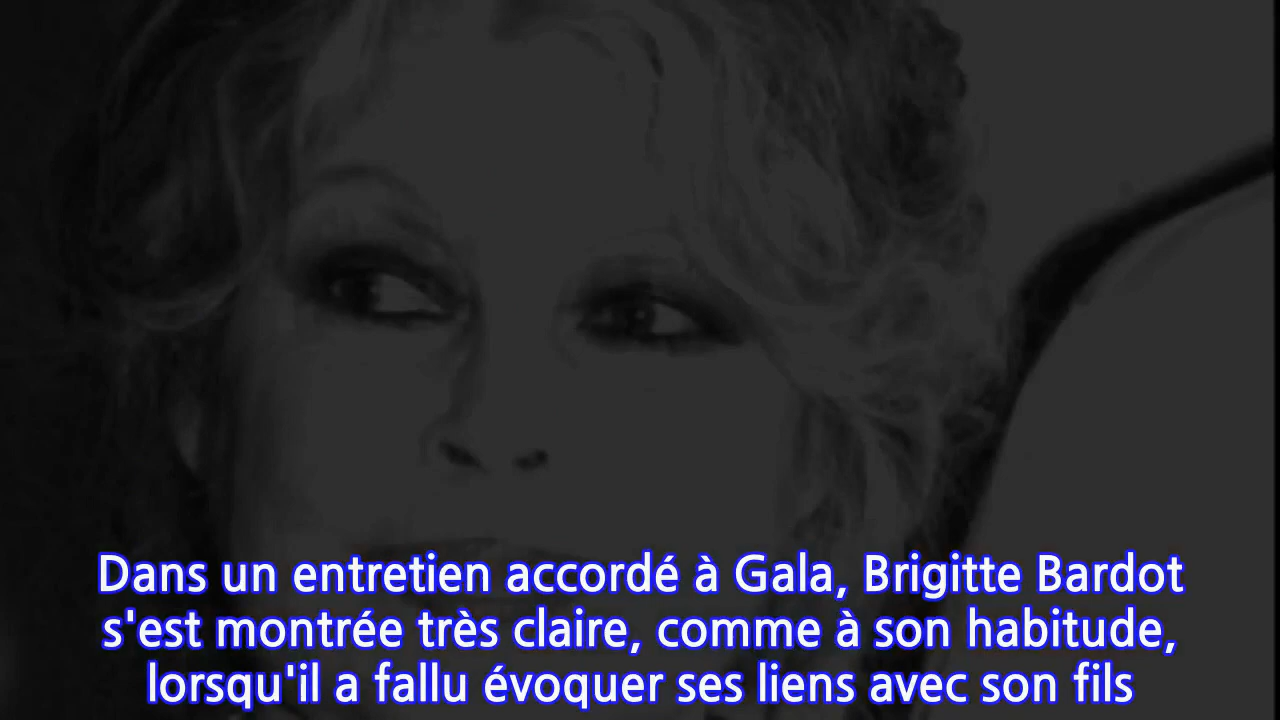 Dans un entretien accordé à Gala, Brigitte Bardot
s'est montrée très claire, comme à son habitude,
lorsqu'il a fallu évoquer ses liens avec son fils